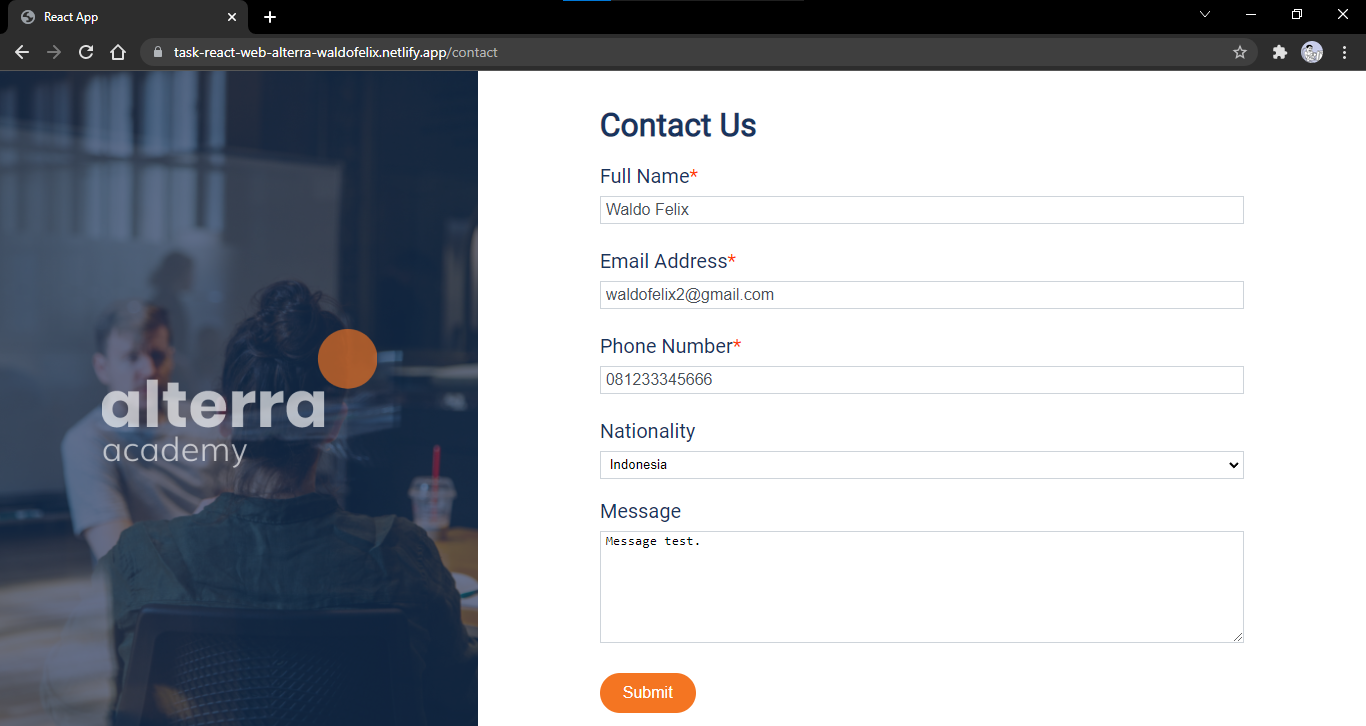 React App
task-react-web-alterra-waldofelix.netlify.app/contact
alterra
academy
Contact Us
Full Name*
Waldo Felix
Email Address*
waldofelix2@gmail.com
Phone Number*
081233345666
Nationality
Indonesia
Message
Message test.
Submit